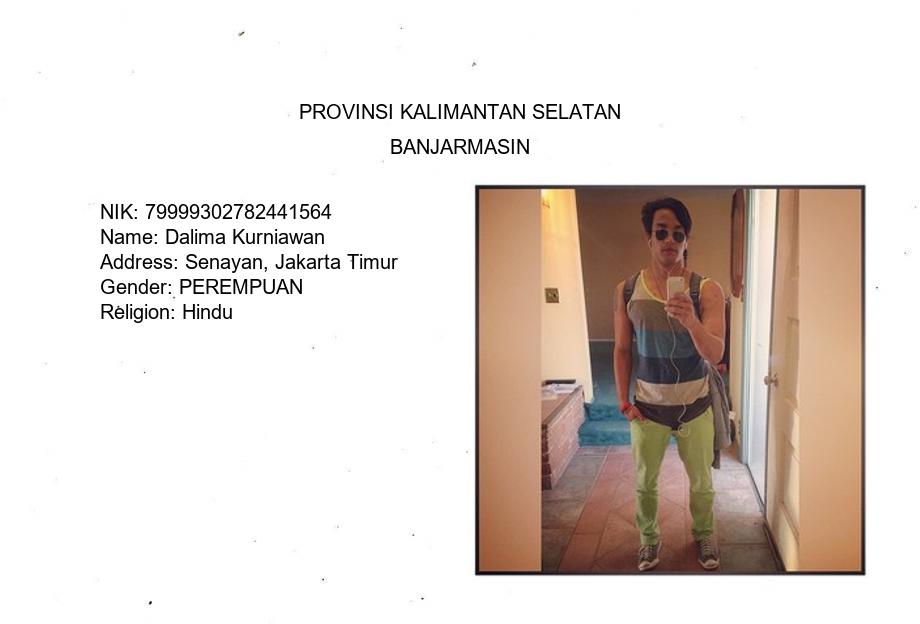 PROVINSI KALIMANTAN SELATAN
BANJARMASIN
NIK: 79999302782441564
Name: Dalima Kurniawan
Address: Senayan, Jakarta Timur
Gender: PEREMPUAN
Religion: Hindu